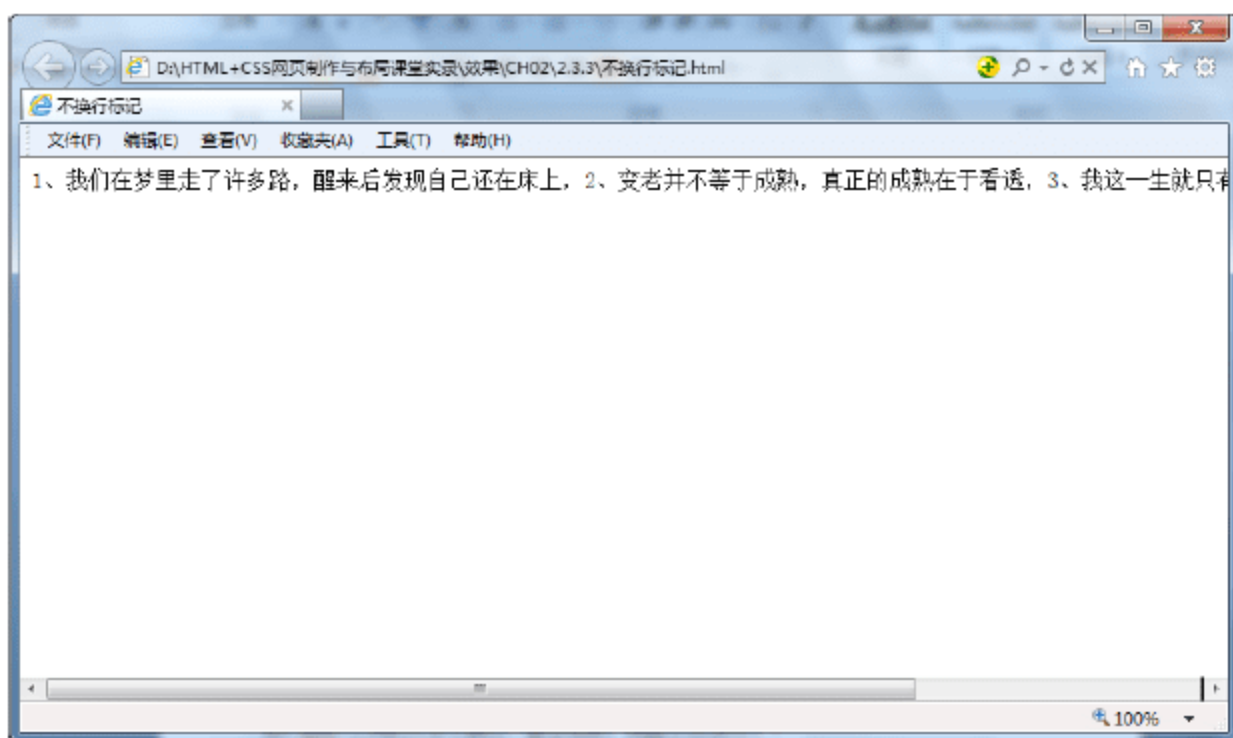 D:\HTML+CSS网页制作与布局课堂实录\效果\CH02\2.3.3\不换行标记.html
不换行标记
文件(F) 编辑(E) 查看(V) 收藏夹(A) 工具(T) 帮助(H)
1、我们在梦里走了许多路，醒来后发现自己还在床上，2、变老并不等于成熟，真正的成熟在于看透，3、我这一生就只有
100%